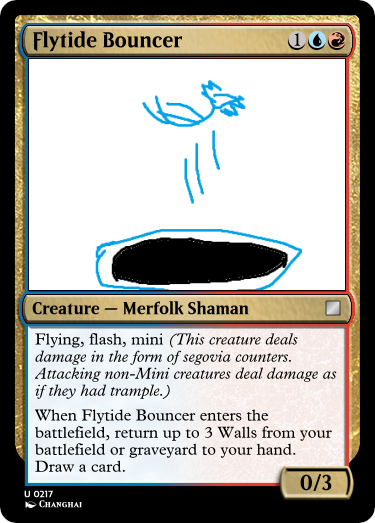 Flytide Bouncer 1
Creature — Merfolk Shaman
Flying, flash, mini (This creature deals
damage in the form of segovia counters.
Attacking non-Mini creatures deal damage as
if they had trample.)
When Flytide Bouncer enters the
battlefield, return up to 3 Walls from your
battlefield or graveyard to your hand.
Draw a card.
0/3
U 0217
CHANGHAI